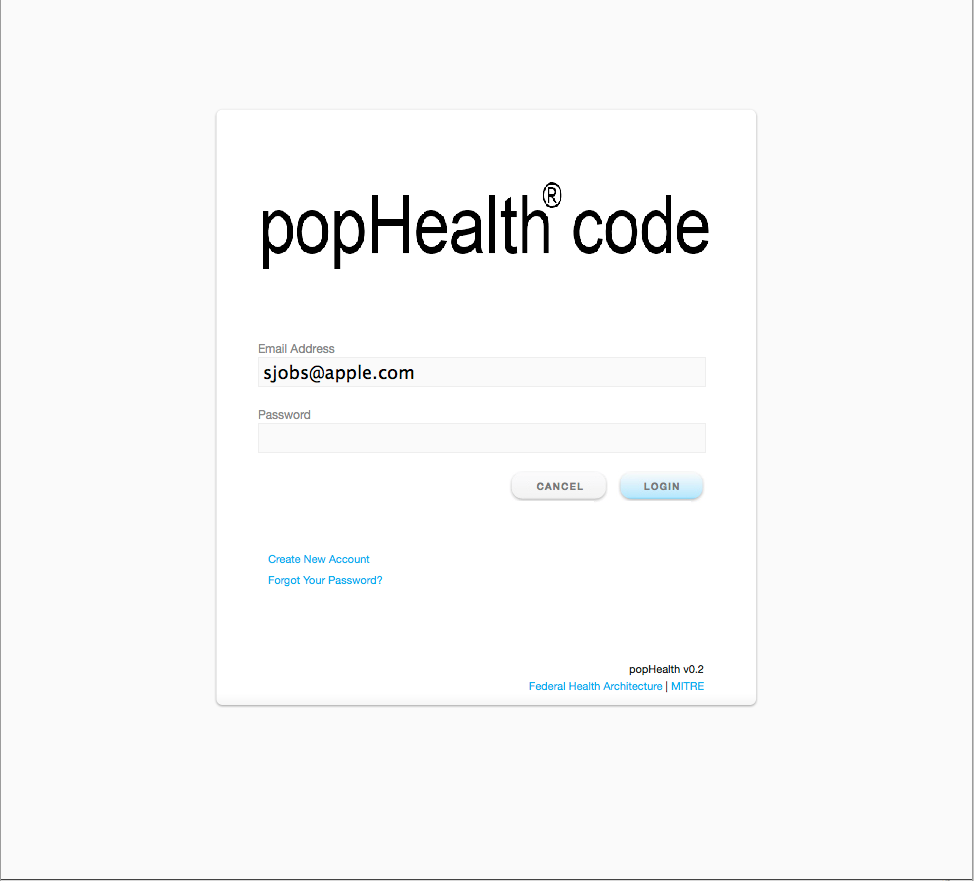 popHealth® code
Email Address
sjobs@apple.com
Password
CANCEL LOGIN
Create New Account
Forgot Your Password?
popHealth v0.2
Federal Health Architecture | MITRE